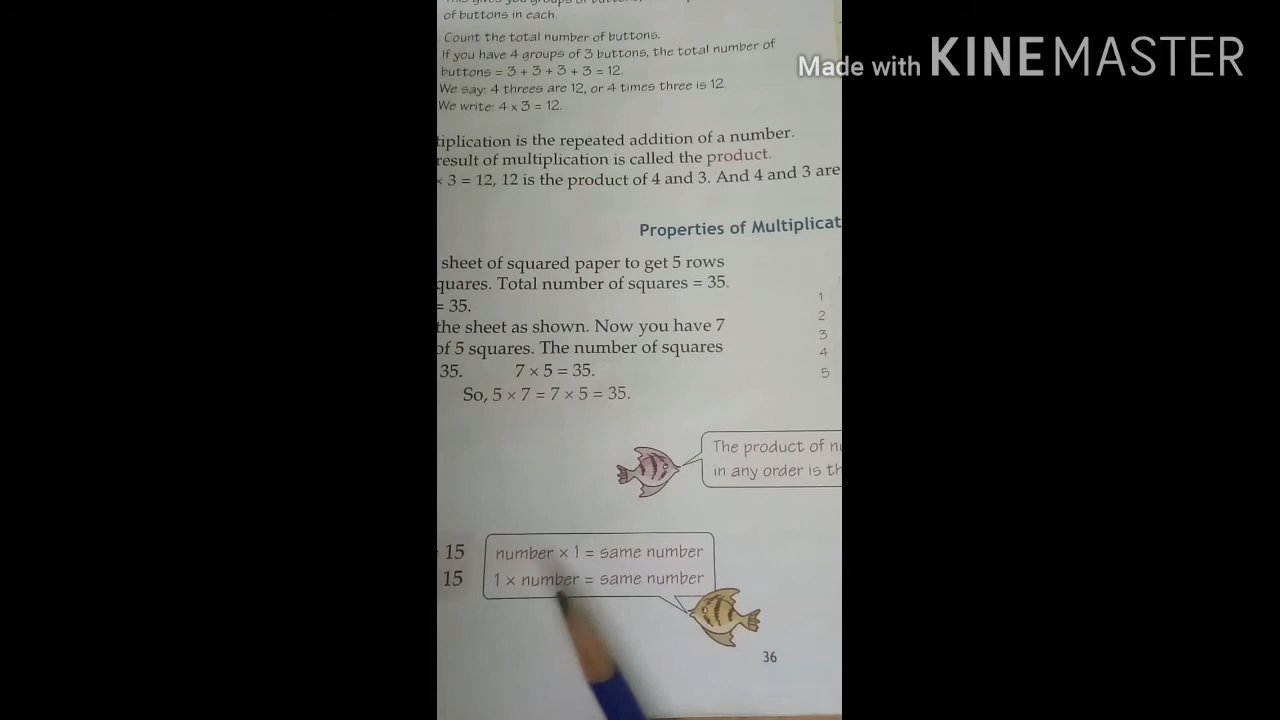 of buttons in each
Made with KINEMASTER
Count the total number of buttons.
If you have 4 groups of 3 buttons, the total number of
buttons = 3 + 3 + 3 + 3 = 12.
We say: 4 threes are 12, or 4 times three is 12
We write: 4 x 3 = 12.
tiplication is the repeated addition of a number.
result of multiplication is called the product.
× 3 = 12, 12 is the product of 4 and 3. And 4 and 3 are
Properties of Multiplicat
sheet of squared paper to get 5 rows
quares. Total number of squares = 35.
= 35.
the sheet as shown. Now you have 7
of 5 squares. The number of squares
35. 7 × 5 = 35.
So, 5 × 7 = 7 × 5 = 35.
1
2
3
4
5
The product of nu
in any order is th
15
15
number × 1 = same number
1 × number = same number
36